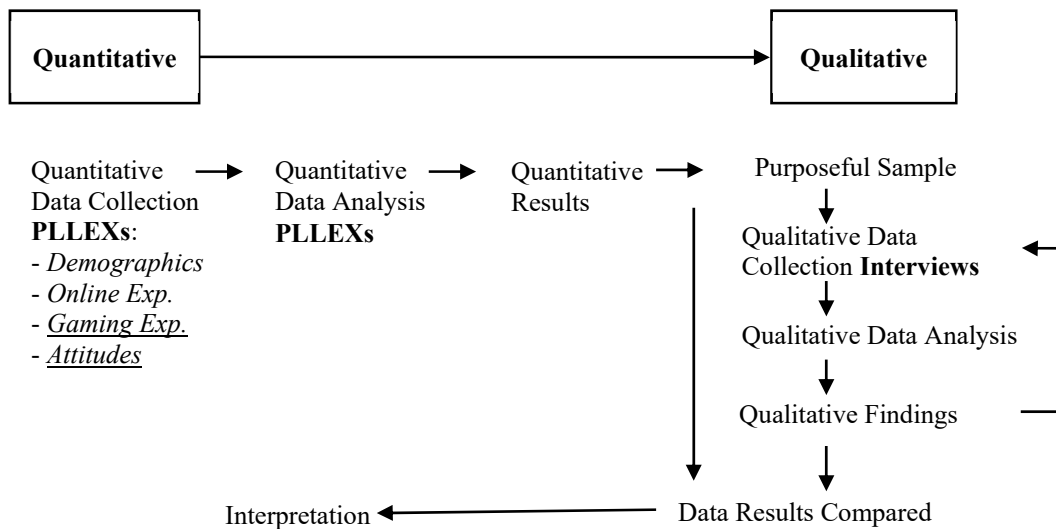 Quantitative
Qualitative
Quantitative
Data Collection
PLLEXs:
- Demographics
- Online Exp.
- Gaming Exp.
- Attitudes
Quantitative
Data Analysis
PLLEXs
Quantitative
Results
Purposeful Sample
Qualitative Data
Collection Interviews
Qualitative Data Analysis
Qualitative Findings
Data Results Compared
Interpretation